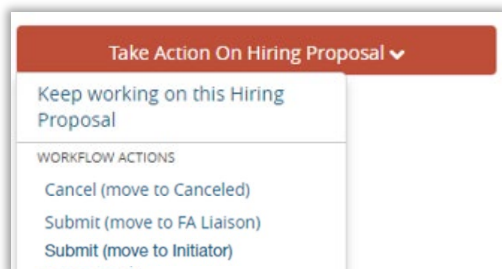 Take Action On Hiring Proposal
Keep working on this Hiring
Proposal
WORKFLOW ACTIONS
Cancel (move to Canceled)
Submit (move to FA Liaison)
Submit (move to Initiator)